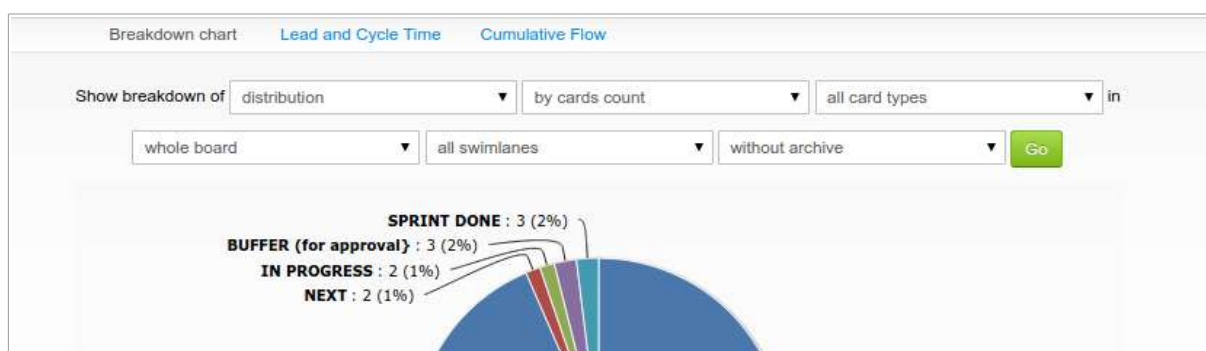 Breakdown chart Lead and Cycle Time Cumulative Flow
Show breakdown of distribution by cards count all card types in
whole board all swimlanes without archive Go
SPRINT DONE : 3 (2%)
BUFFER (for approval} : 3 (2%)
IN PROGRESS : 2 (1%)
NEXT : 2 (1%)